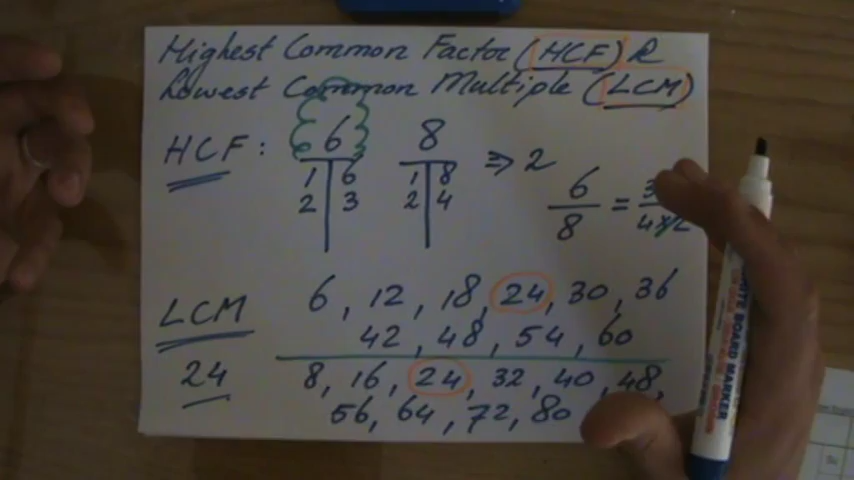 Highest Common Factor (HCF) &
Lowest Common Multiple (LCM)
HCF: 6 8 ⇒ 2
1 6 1 8
2 3 2 4
6/8 = 3/4x/2
LCM 6, 12, 18, 24, 30, 36
42, 48, 54, 60
24 8, 16, 24, 32, 40, 48,
56, 64, 72, 80
WHITE BOARD MARKER